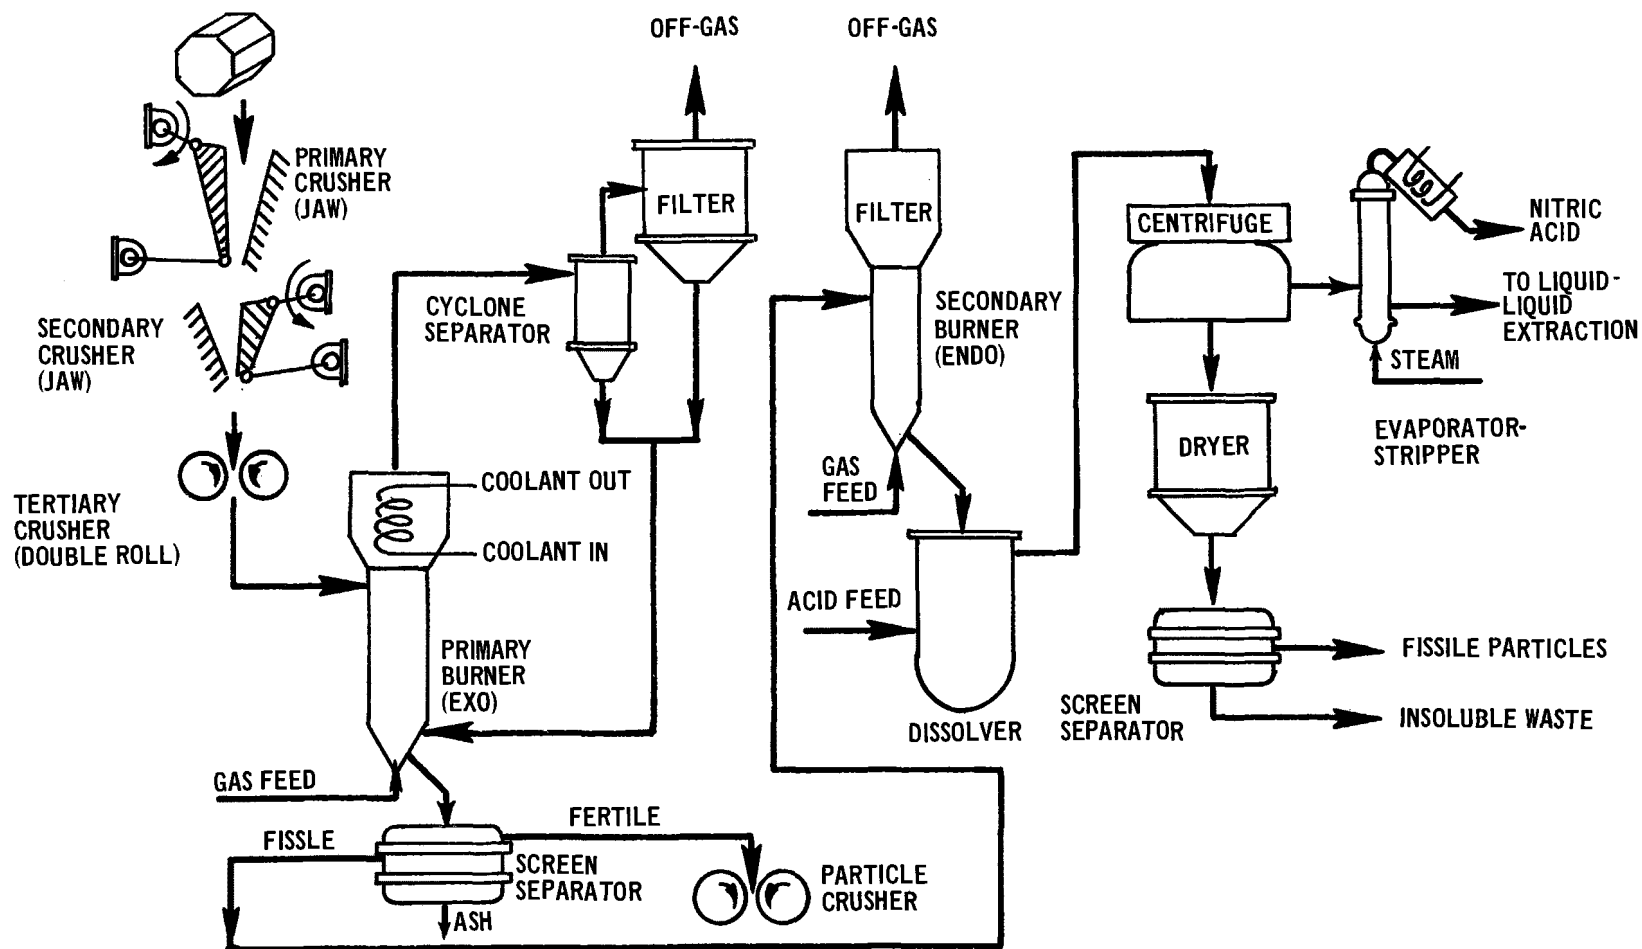 OFF-GAS
OFF-GAS
PRIMARY
CRUSHER
(JAW)
FILTER
FILTER
CENTRIFUGE
NITRIC
ACID
CYCLONE
SEPARATOR
SECONDARY
BURNER
(ENDO)
TO LIQUID-
LIQUID
EXTRACTION
SECONDARY
CRUSHER
(JAW)
STEAM
EVAPORATOR-
STRIPPER
DRYER
GAS
FEED
COOLANT OUT
COOLANT IN
TERTIARY
CRUSHER
(DOUBLE ROLL)
ACID FEED
PRIMARY
BURNER
(EXO)
DISSOLVER
SCREEN
SEPARATOR
FISSILE PARTICLES
INSOLUBLE WASTE
GAS FEED
FISSLE
FERTILE
SCREEN
SEPARATOR
PARTICLE
CRUSHER
ASH